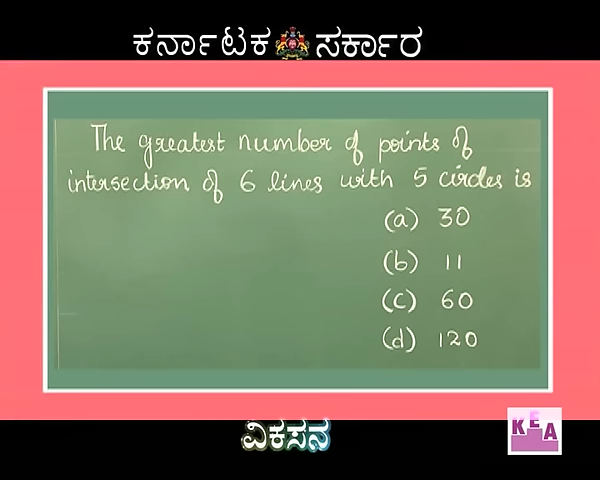 ಕರ್ನಾಟಕ ಸರ್ಕಾರ
The greatest number of points of
intersection of 6 lines with 5 circles is
(a) 30
(b) 11
(c) 60
(d) 120
ವಿಕಸನ
KEA